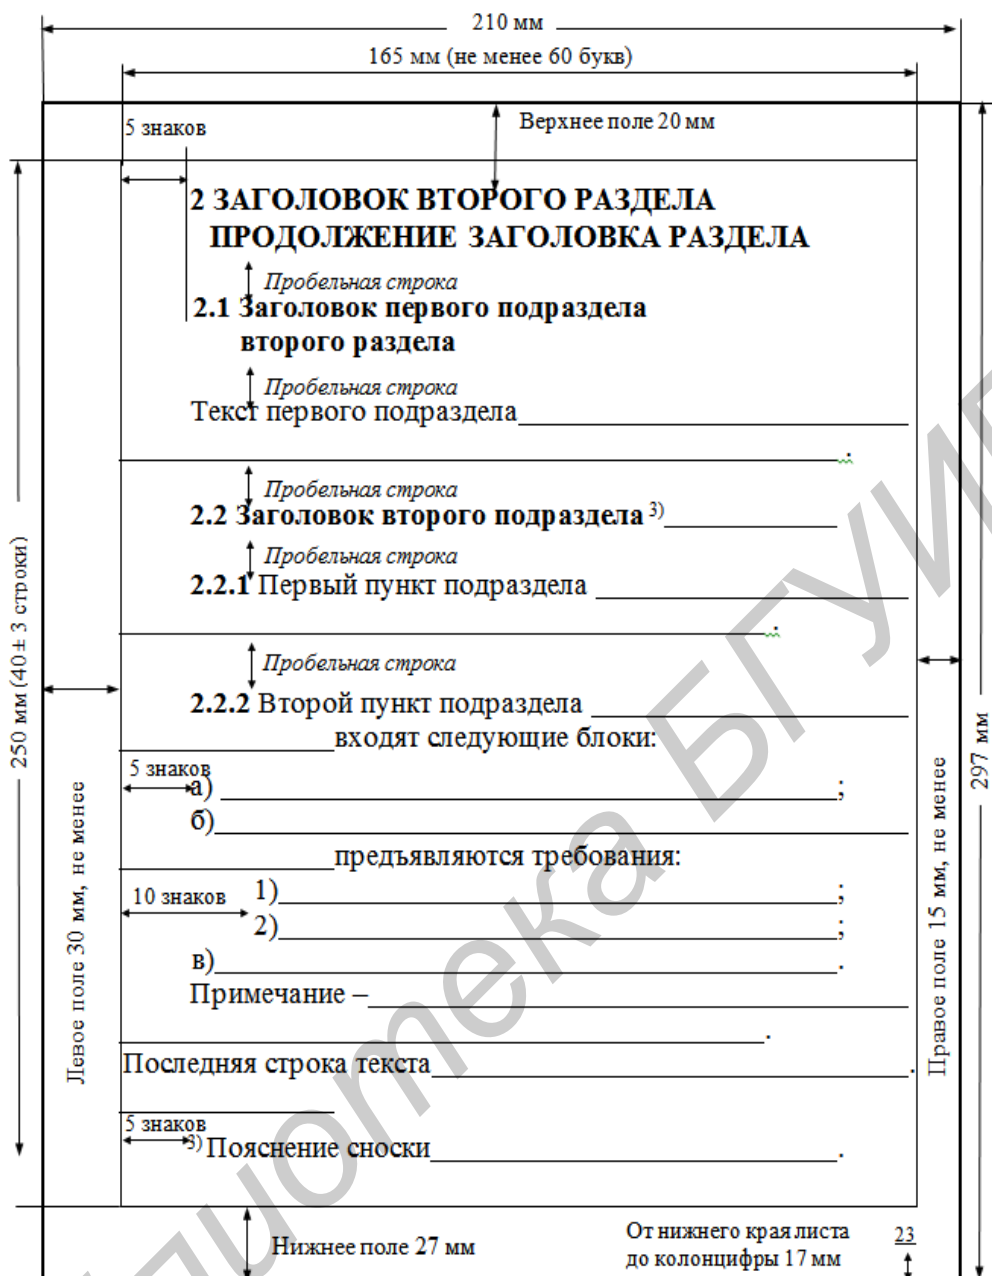 210 мм
165 мм (не менее 60 букв)
5 знаков
Верхнее поле 20 мм
2 ЗАГОЛОВОК ВТОРОГО РАЗДЕЛА
ПРОДОЛЖЕНИЕ ЗАГОЛОВКА РАЗДЕЛА
Пробельная строка
2.1 Заголовок первого подраздела
второго раздела
Пробельная строка
Текст первого подраздела
.
Пробельная строка
2.2 Заголовок второго подраздела 3)
Пробельная строка
2.2.1 Первый пункт подраздела
.
Пробельная строка
2.2.2 Второй пункт подраздела
входят следующие блоки:
5 знаков
а) ;
б)
предъявляются требования:
10 знаков
1) ;
2) ;
в) .
Примечание –
.
Последняя строка текста .
5 знаков
3) Пояснение сноски .
Нижнее поле 27 мм
От нижнего края листа
до колонцифры 17 мм
23
250 мм (40 ± 3 строки)
Левое поле 30 мм, не менее
Правое поле 15 мм, не менее
297 мм